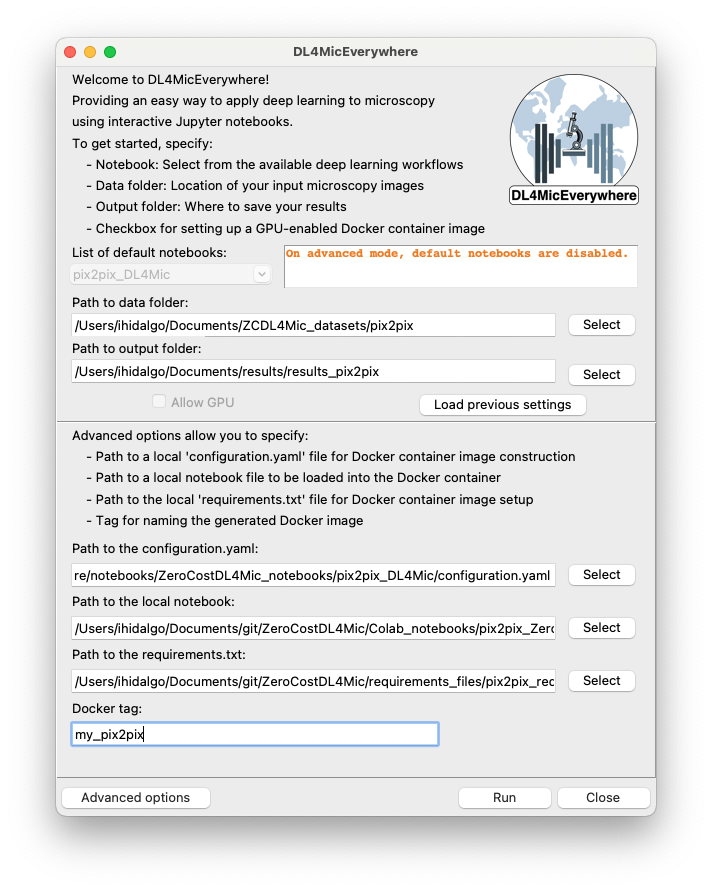 DL4MicEverywhere
Welcome to DL4MicEverywhere!
Providing an easy way to apply deep learning to microscopy
using interactive Jupyter notebooks.
To get started, specify:
- Notebook: Select from the available deep learning workflows
- Data folder: Location of your input microscopy images
- Output folder: Where to save your results
- Checkbox for setting up a GPU-enabled Docker container image
DL4MicEverywhere
List of default notebooks:
pix2pix_DL4Mic
On advanced mode, default notebooks are disabled.
Path to data folder:
/Users/ihidalgo/Documents/ZCDL4Mic_datasets/pix2pix
Select
Path to output folder:
/Users/ihidalgo/Documents/results/results_pix2pix
Select
Allow GPU
Load previous settings
Advanced options allow you to specify:
- Path to a local 'configuration.yaml' file for Docker container image construction
- Path to a local notebook file to be loaded into the Docker container
- Path to the local 'requirements.txt' file for Docker container image setup
- Tag for naming the generated Docker image
Path to the configuration.yaml:
re/notebooks/ZeroCostDL4Mic_notebooks/pix2pix_DL4Mic/configuration.yaml
Select
Path to the local notebook:
/Users/ihidalgo/Documents/git/ZeroCostDL4Mic/Colab_notebooks/pix2pix_Zero
Select
Path to the requirements.txt:
/Users/ihidalgo/Documents/git/ZeroCostDL4Mic/requirements_files/pix2pix_rec
Select
Docker tag:
my_pix2pix
Advanced options
Run
Close